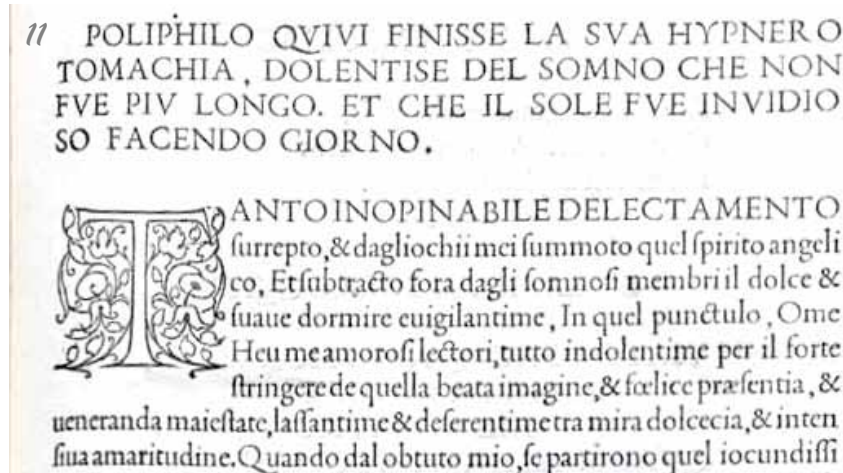 11
POLIPHILO QVIVI FINISSE LA SVA HYPNERO
TOMACHIA, DOLENTISE DEL SOMNO CHE NON
FVE PIV LONGO. ET CHE IL SOLE FVE INVIDIO
SO FACENDO GIORNO.
TANTO INOPINABILE DELECTAMENTO
ſurrepto,& dagliochii mei ſummoto quel ſpirito angeli
co, Et ſubtracto fora dagli ſomnoſi membri il dolce &
ſuaue dormire euigilantime, In quel punctulo, Ome
Heu me amoroſi lectori, tutto indolentime per il forte
ſtringere de quella beata imagine, & fœlice præſentia, &
ueneranda maieſtate, laſſantime & deſerentime tra mira dolcecia, & inten
ſiua amaritudine. Quando dal obtuto mio, ſe partirono quel iocundiſſi